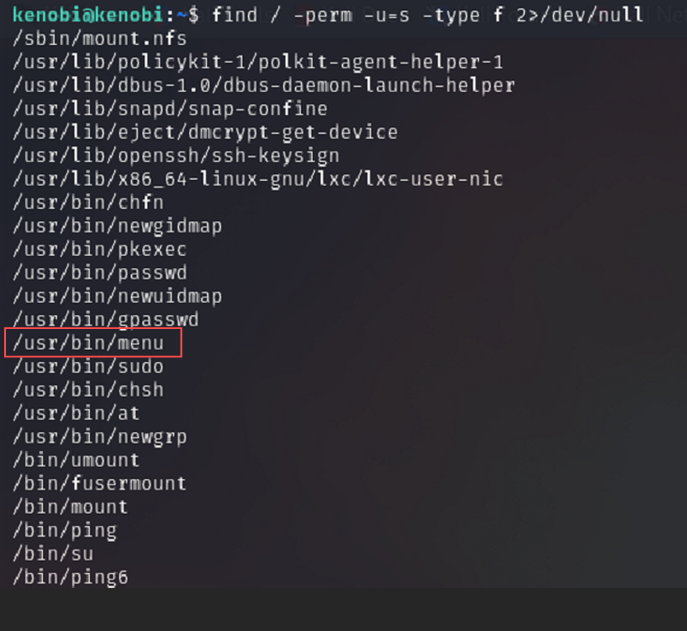 kenobi@kenobi:~$ find / -perm -u=s -type f 2>/dev/null
/sbin/mount.nfs
/usr/lib/policykit-1/polkit-agent-helper-1
/usr/lib/dbus-1.0/dbus-daemon-launch-helper
/usr/lib/snapd/snap-confine
/usr/lib/eject/dmcrypt-get-device
/usr/lib/openssh/ssh-keysign
/usr/lib/x86_64-linux-gnu/lxc/lxc-user-nic
/usr/bin/chfn
/usr/bin/newgidmap
/usr/bin/pkexec
/usr/bin/passwd
/usr/bin/newuidmap
/usr/bin/gpasswd
/usr/bin/menu
/usr/bin/sudo
/usr/bin/chsh
/usr/bin/at
/usr/bin/newgrp
/bin/umount
/bin/fusermount
/bin/mount
/bin/ping
/bin/su
/bin/ping6